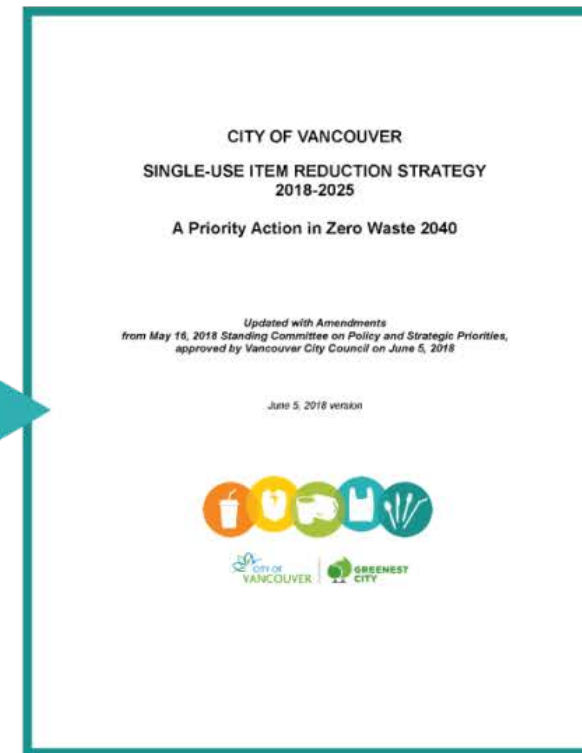 CITY OF VANCOUVER
SINGLE-USE ITEM REDUCTION STRATEGY
2018-2025
A Priority Action in Zero Waste 2040
Updated with Amendments
from May 16, 2018 Standing Committee on Policy and Strategic Priorities,
approved by Vancouver City Council on June 5, 2018
June 5, 2018 version
CITY OF
VANCOUVER
GREENEST
CITY